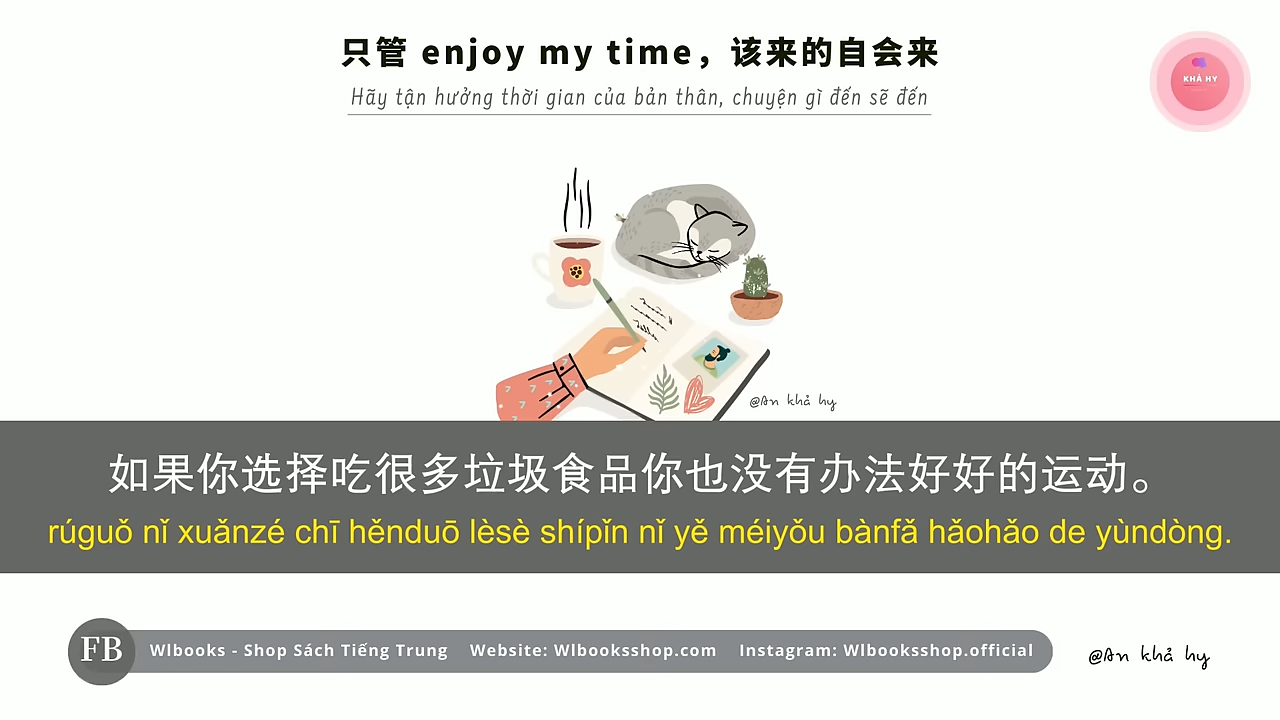 只管 enjoy my time，该来的自会来
Hãy tận hưởng thời gian của bản thân, chuyện gì đến sẽ đến
KHẢ HY
@An khả hy
如果你选择吃很多垃圾食品你也没有办法好好的运动。
rúguǒ nǐ xuǎnzé chī hěnduō lèsè shípǐn nǐ yě méiyǒu bànfǎ hǎohǎo de yùndòng.
FB Wlbooks - Shop Sách Tiếng Trung Website: Wlbooksshop.com Instagram: Wlbooksshop.official
@An khả hy